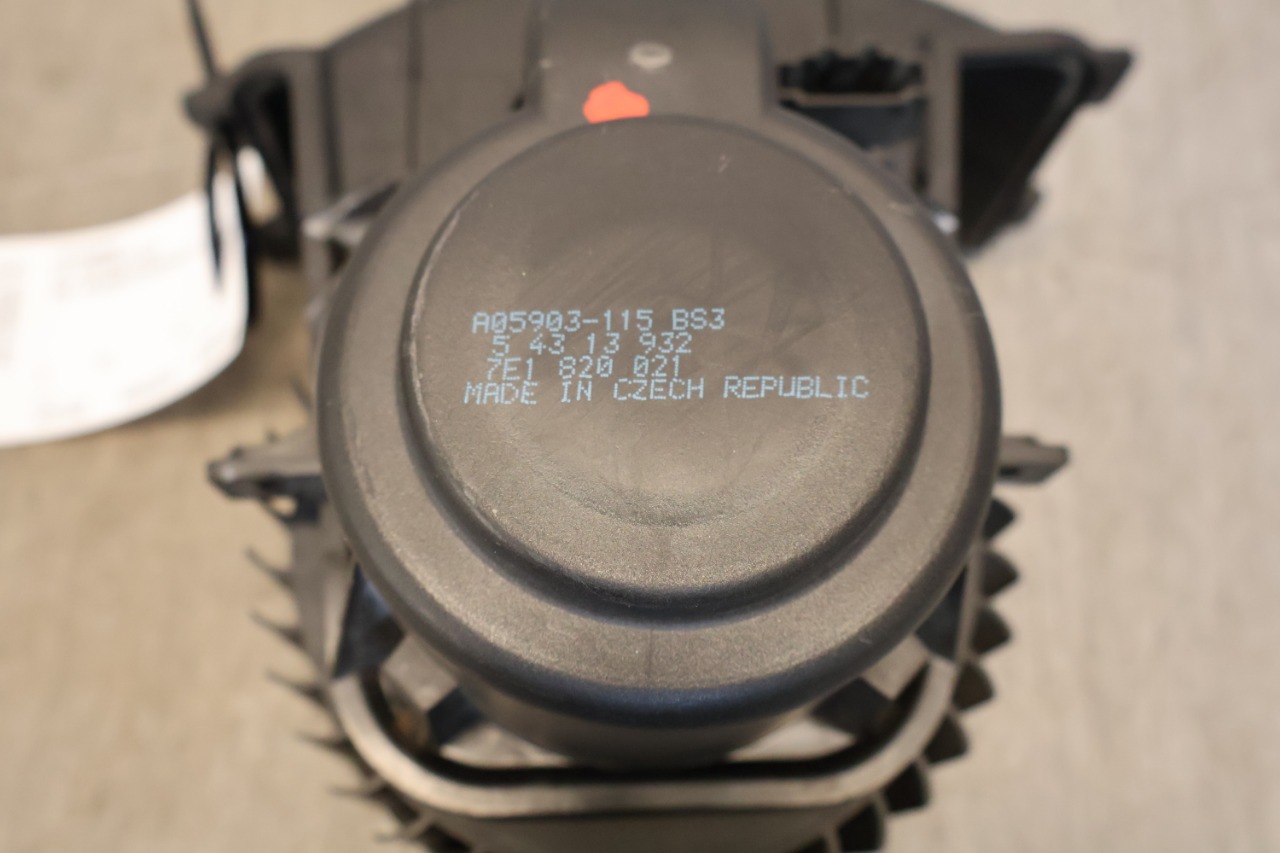 A05903-115 BS3
5 43 13 932
7E1 820 021
MADE IN CZECH REPUBLIC